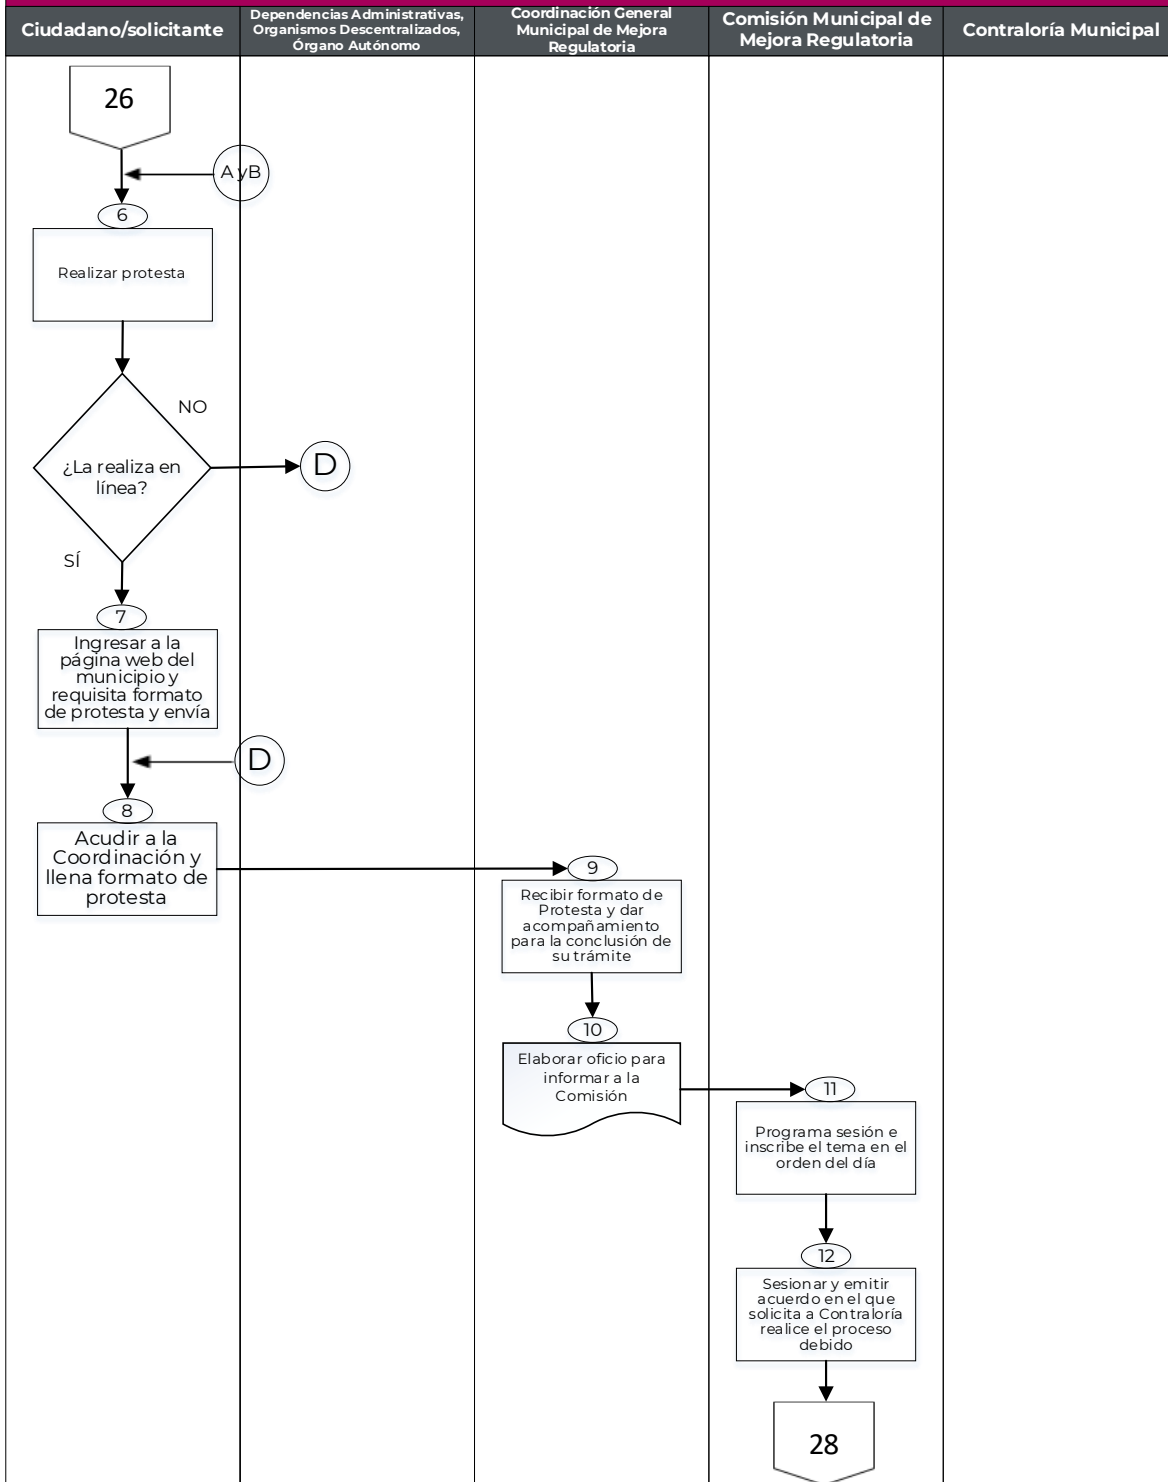 Ciudadano/solicitante
Dependencias Administrativas,
Organismos Descentralizados,
Órgano Autónomo
Coordinación General
Municipal de Mejora
Regulatoria
Comisión Municipal de
Mejora Regulatoria
Contraloría Municipal
26
A yB
6
Realizar protesta
NO
¿La realiza en
línea?
D
SÍ
7
Ingresar a la
página web del
municipio y
requisita formato
de protesta y envía
D
8
Acudir a la
Coordinación y
llena formato de
protesta
9
Recibir formato de
Protesta y dar
acompañamiento
para la conclusión de
su trámite
10
Elaborar oficio para
informar a la
Comisión
11
Programa sesión e
inscribe el tema en el
orden del día
12
Sesionar y emitir
acuerdo en el que
solicita a Contraloría
realice el proceso
debido
28